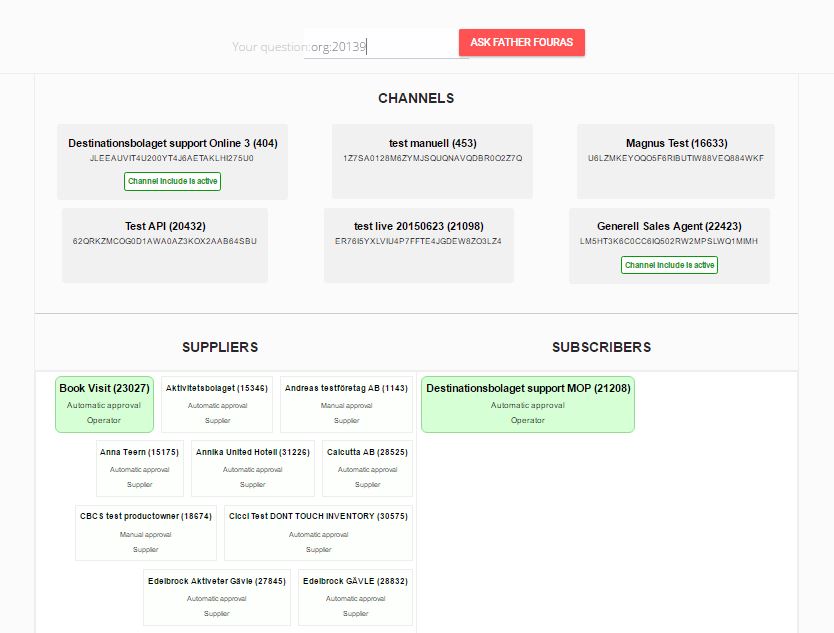 Your question:org:20139
ASK FATHER FOURAS
CHANNELS
Destinationsbolaget support Online 3 (404)
JLEEAUVIT4U200YT4J6AETAKLHI275U0
Channel Include is active
test manuell (453)
1Z7SA0128M6ZYMJSQUQNAVQDBR0O2Z7Q
Magnus Test (16633)
U6LZMKEYOQO5F6RIBUTIW88VEQ884WKF
Test API (20432)
62QRKZMCOG0D1AWA0AZ3KOX2AAB64SBU
test live 20150623 (21098)
ER76I5YXLVIU4P7FFTE4JGDEW8ZO3LZ4
Generell Sales Agent (22423)
LM5HT3K6C0CC6IQ502RW2MPSLWQ1MIMH
Channel Include is active
SUPPLIERS
SUBSCRIBERS
Book Visit (23027)
Automatic approval
Operator
Aktivitetsbolaget (15346)
Automatic approval
Supplier
Andreas testföretag AB (1143)
Manual approval
Supplier
Destinationsbolaget support MOP (21208)
Automatic approval
Operator
Anna Teern (15175)
Automatic approval
Supplier
Annika United Hotell (31226)
Automatic approval
Supplier
Calcutta AB (28525)
Automatic approval
Supplier
CBCS test productowner (18674)
Manual approval
Supplier
Cicci Test DONT TOUCH INVENTORY (30575)
Automatic approval
Supplier
Edelbrock Aktiveter Gävle (27845)
Automatic approval
Supplier
Edelbrock GÄVLE (28832)
Automatic approval
Supplier